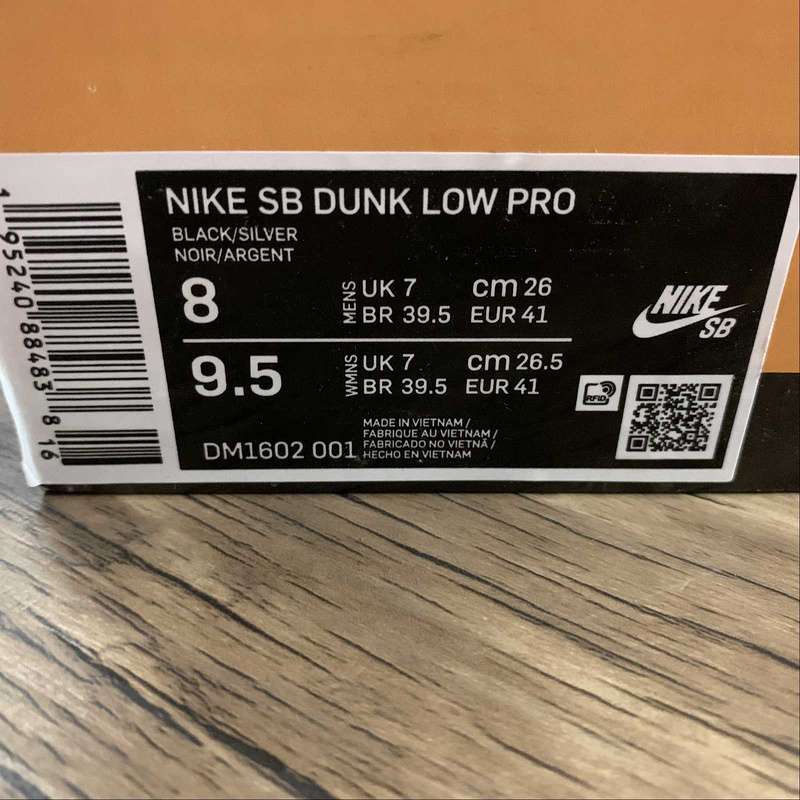 NIKE SB DUNK LOW PRO
BLACK/SILVER
NOIR/ARGENT
8
MENS
UK 7 cm 26
BR 39.5 EUR 41
9.5
WMNS
UK 7 cm 26.5
BR 39.5 EUR 41
DM1602 001
MADE IN VIETNAM /
FABRIQUE AU VIETNAM /
FABRICADO NO VIETNÃ /
HECHO EN VIETNAM
NIKE
SB
RFID
1 95240 88483 8 16